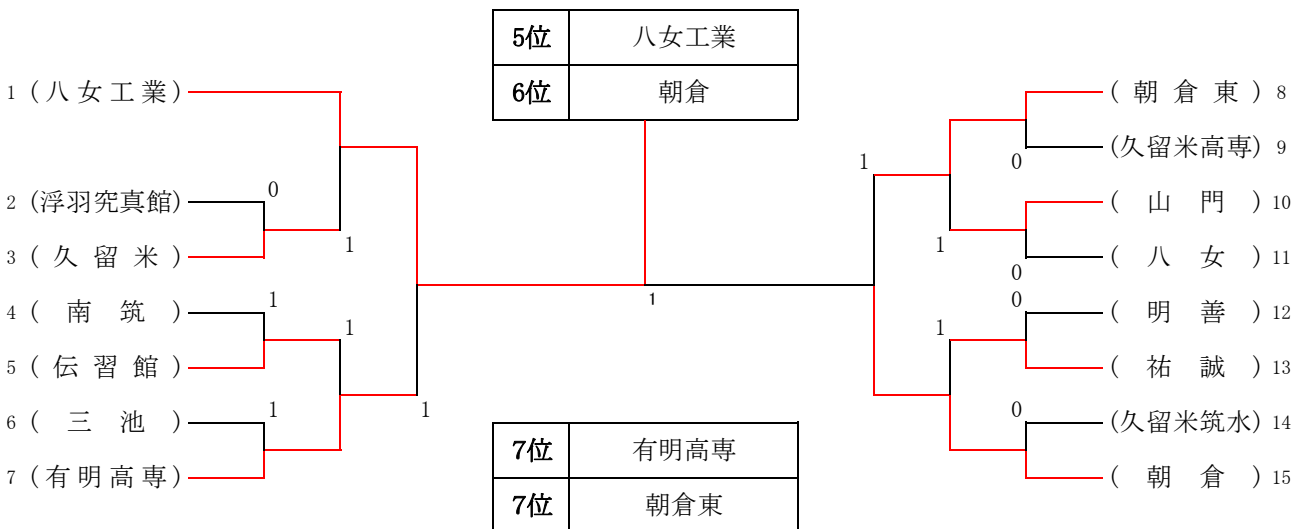 5位 八女工業
6位 朝倉
1 (八女工業)
2 (浮羽究真館)
0
3 (久留米)
1
4 (南筑)
1
5 (伝習館)
1
6 (三池)
1
7 (有明高専)
1
1
(朝倉東) 8
1
(久留米高専) 9
0
(山門) 10
1
(八女) 11
0
0
(明善) 12
1
(祐誠) 13
0
(久留米筑水) 14
(朝倉) 15
7位 有明高専
7位 朝倉東